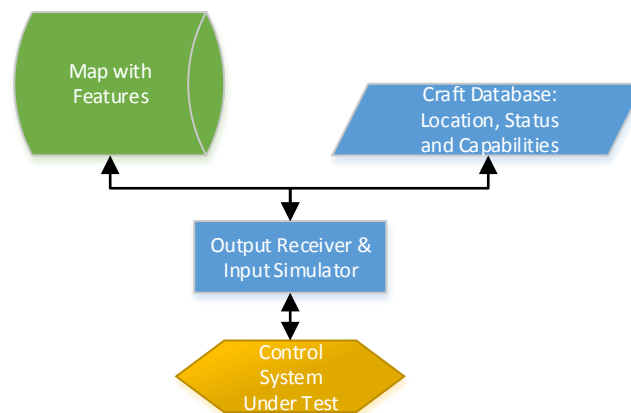 Map with
Features
Craft Database:
Location, Status
and Capabilities
Output Receiver &
Input Simulator
Control
System
Under Test